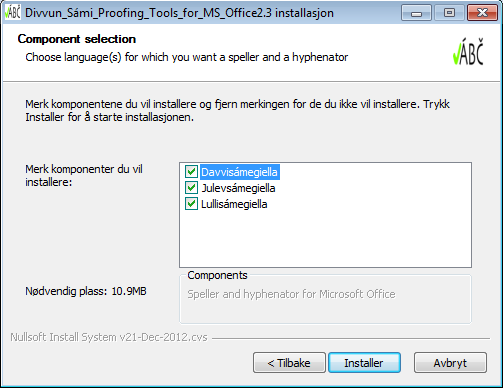 Divvun_Sámi_Proofing_Tools_for_MS_Office2.3 installasjon
Component selection
Choose language(s) for which you want a speller and a hyphenator
ÁBČ
Merk komponentene du vil installere og fjern merkingen for de du ikke vil installere. Trykk
Installer for å starte installasjonen.
Merk komponenter du vil
installere:
Davvisámegiella
Julevsámegiella
Lullisámegiella
Nødvendig plass: 10.9MB
Components
Speller and hyphenator for Microsoft Office
Nullsoft Install System v21-Dec-2012.cvs
< Tilbake
Installer
Avbryt